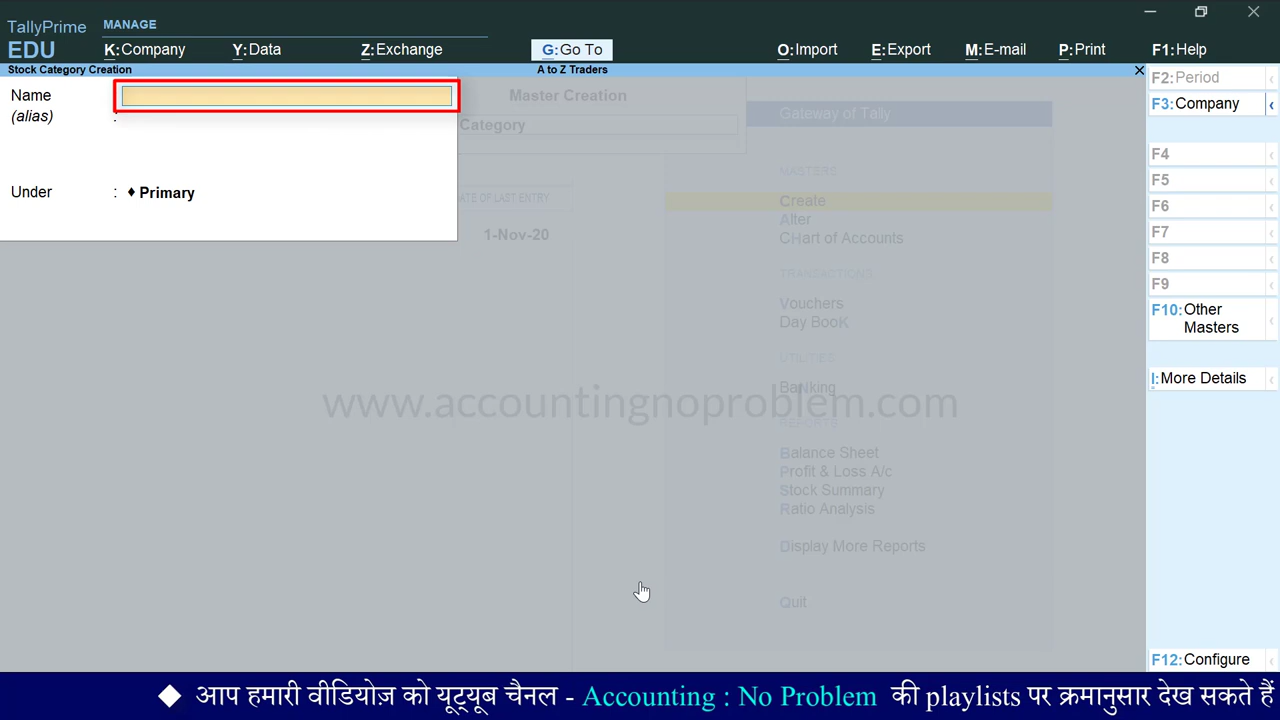 TallyPrime
EDU
MANAGE
K:Company Y:Data Z:Exchange G:Go To O:Import E:Export M:E-mail P:Print F1:Help
Stock Category Creation A to Z Traders
Name
(alias) :
Under : ♦ Primary
Master Creation
Category
DATE OF LAST ENTRY
1-Nov-20
Gateway of Tally
MASTERS
Create
Alter
CHart of Accounts
TRANSACTIONS
Vouchers
Day BooK
UTILITIES
BaNking
REPORTS
Balance Sheet
Profit & Loss A/c
Stock Summary
Ratio Analysis
Display More Reports
Quit
www.accountingnoproblem.com
F2:Period
F3:Company
F4
F5
F6
F7
F8
F9
F10:Other
Masters
I:More Details
F12:Configure
◆ आप हमारी वीडियोज़ को यूट्यूब चैनल - Accounting : No Problem की playlists पर क्रमानुसार देख सकते हैं